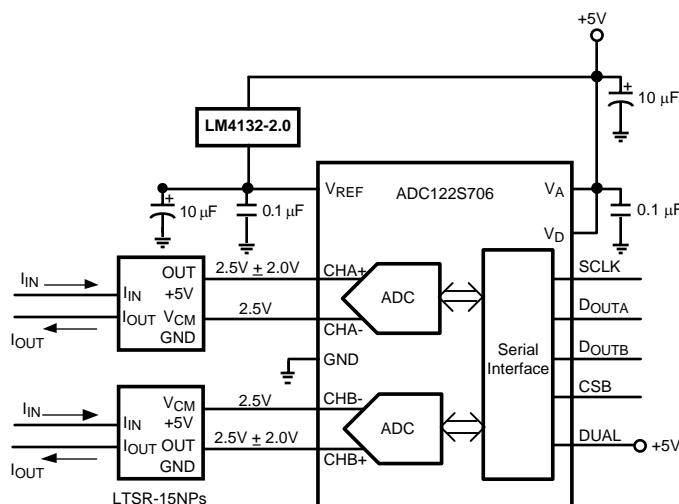 +5V
10 µF
LM4132-2.0
+
+
VREF
ADC122S706
VA
10 µF
0.1 µF
0.1 µF
VD
IIN
OUT
2.5V ± 2.0V
CHA+
SCLK
IIN
+5V
ADC
DOUTA
IOUT
VCM
2.5V
CHA-
GND
IOUT
GND
DOUTB
Serial
Interface
IIN
VCM
2.5V
CHB-
CSB
IIN
+5V
ADC
IOUT
OUT
2.5V ± 2.0V
CHB+
DUAL
+5V
GND
IOUT
LTSR-15NPs